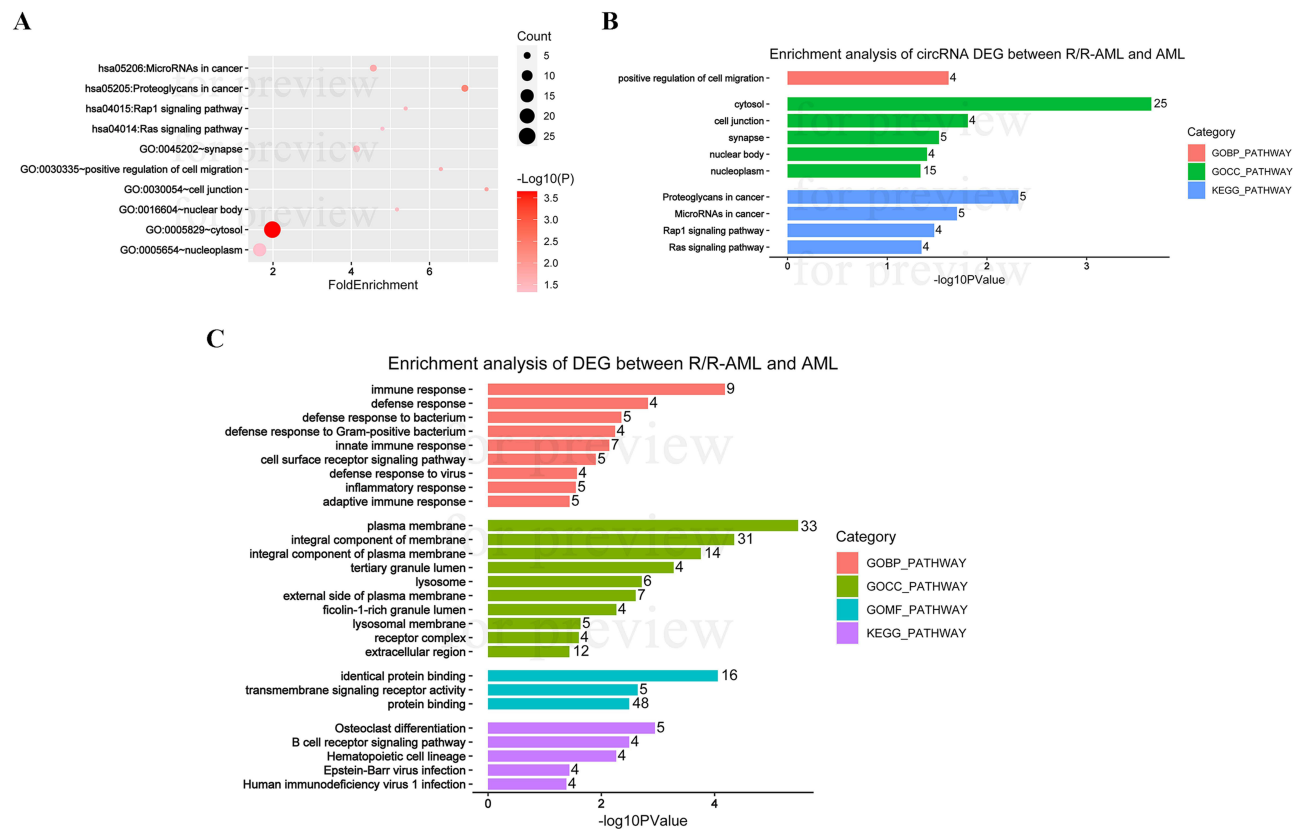 A
hsa05206:MicroRNAs in cancer
hsa05205:Proteoglycans in cancer
hsa04015:Rap1 signaling pathway
hsa04014:Ras signaling pathway
GO:0045202~synapse
GO:0030335~positive regulation of cell migration
GO:0030054~cell junction
GO:0016604~nuclear body
GO:0005829~cytosol
GO:0005654~nucleoplasm
2 4 6
FoldEnrichment
Count
5
10
15
20
25
-Log10(P)
3.5
3.0
2.5
2.0
1.5
for preview
for preview
B
Enrichment analysis of circRNA DEG between R/R-AML and AML
positive regulation of cell migration 4
cytosol 25
cell junction 4
synapse 5
nuclear body 4
nucleoplasm 15
Proteoglycans in cancer 5
MicroRNAs in cancer 5
Rap1 signaling pathway 4
Ras signaling pathway 4
0 1 2 3
-log10PValue
Category
GOBP_PATHWAY
GOCC_PATHWAY
KEGG_PATHWAY
for preview
for preview
C
Enrichment analysis of DEG between R/R-AML and AML
immune response 9
defense response 4
defense response to bacterium 5
defense response to Gram-positive bacterium 4
innate immune response 7
cell surface receptor signaling pathway 5
defense response to virus 4
inflammatory response 5
adaptive immune response 5
plasma membrane 33
integral component of membrane 31
integral component of plasma membrane 14
tertiary granule lumen 4
lysosome 6
external side of plasma membrane 7
ficolin-1-rich granule lumen 4
lysosomal membrane 5
receptor complex 4
extracellular region 12
identical protein binding 16
transmembrane signaling receptor activity 5
protein binding 48
Osteoclast differentiation 5
B cell receptor signaling pathway 4
Hematopoietic cell lineage 4
Epstein-Barr virus infection 4
Human immunodeficiency virus 1 infection 4
0 2 4
-log10PValue
Category
GOBP_PATHWAY
GOCC_PATHWAY
GOMF_PATHWAY
KEGG_PATHWAY
for preview
for preview
for preview